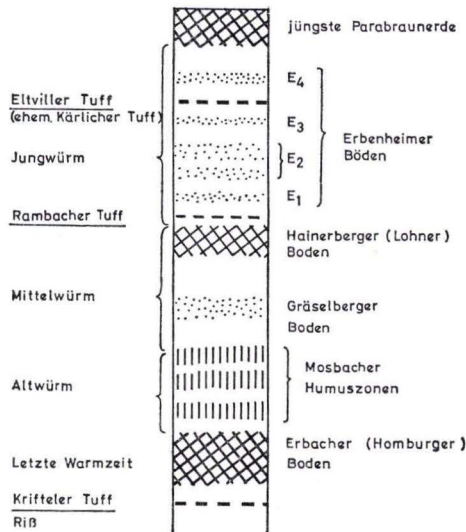 jüngste Parabraunerde
E4
Eltviller Tuff
(ehem. Kärlicher Tuff)
E3
Erbenheimer
Böden
Jungwürm
E2
E1
Rambacher Tuff
Hainerberger (Lohner)
Boden
Mittelwürm
Gräselberger
Boden
Mosbacher
Humuszonen
Altwürm
Erbacher (Homburger)
Boden
Letzte Warmzeit
Krifteler Tuff
Riß